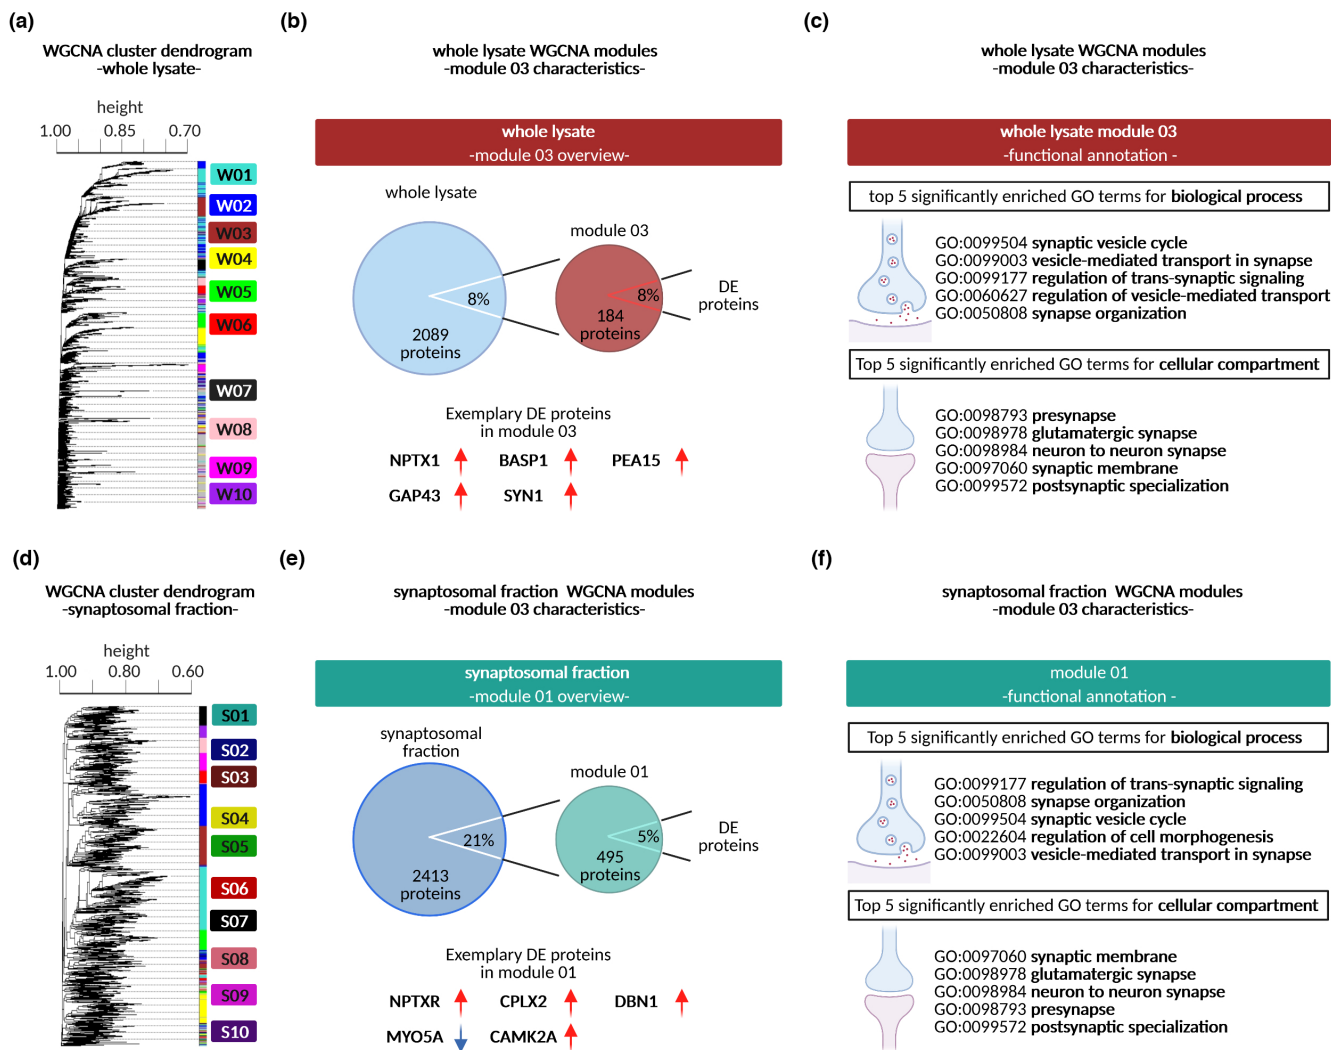 (a)
WGCNA cluster dendrogram
-whole lysate-
height
1.00 0.85 0.70
W01
W02
W03
W04
W05
W06
W07
W08
W09
W10
(b)
whole lysate WGCNA modules
-module 03 characteristics-
whole lysate
-module 03 overview-
whole lysate
module 03
8%
2089
proteins
8%
184
proteins
DE
proteins
Exemplary DE proteins
in module 03
NPTX1 BASP1 PEA15
GAP43 SYN1
(c)
whole lysate WGCNA modules
-module 03 characteristics-
whole lysate module 03
-functional annotation -
top 5 significantly enriched GO terms for biological process
GO:0099504 synaptic vesicle cycle
GO:0099003 vesicle-mediated transport in synapse
GO:0099177 regulation of trans-synaptic signaling
GO:0060627 regulation of vesicle-mediated transport
GO:0050808 synapse organization
Top 5 significantly enriched GO terms for cellular compartment
GO:0098793 presynapse
GO:0098978 glutamatergic synapse
GO:0098984 neuron to neuron synapse
GO:0097060 synaptic membrane
GO:0099572 postsynaptic specialization
(d)
WGCNA cluster dendrogram
-synaptosomal fraction-
height
1.00 0.80 0.60
S01
S02
S03
S04
S05
S06
S07
S08
S09
S10
(e)
synaptosomal fraction WGCNA modules
-module 03 characteristics-
synaptosomal fraction
-module 01 overview-
synaptosomal
fraction
module 01
21%
2413
proteins
5%
495
proteins
DE
proteins
Exemplary DE proteins
in module 01
NPTXR CPLX2 DBN1
MYO5A CAMK2A
(f)
synaptosomal fraction WGCNA modules
-module 03 characteristics-
module 01
-functional annotation -
Top 5 significantly enriched GO terms for biological process
GO:0099177 regulation of trans-synaptic signaling
GO:0050808 synapse organization
GO:0099504 synaptic vesicle cycle
GO:0022604 regulation of cell morphogenesis
GO:0099003 vesicle-mediated transport in synapse
Top 5 significantly enriched GO terms for cellular compartment
GO:0097060 synaptic membrane
GO:0098978 glutamatergic synapse
GO:0098984 neuron to neuron synapse
GO:0098793 presynapse
GO:0099572 postsynaptic specialization